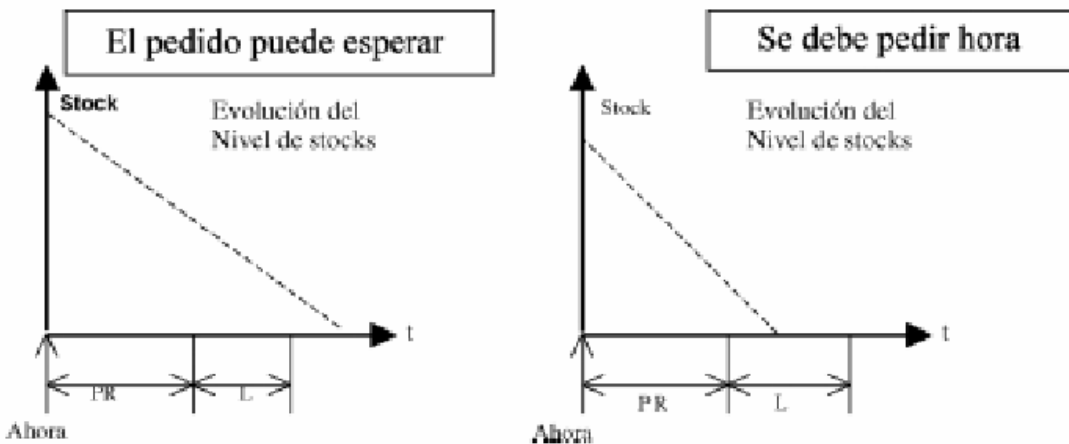 El pedido puede esperar
Stock
Evolución del
Nivel de stocks
t
PR
L
Ahora
Se debe pedir hora
Stock
Evolución del
Nivel de stocks
t
PR
L
Ahora